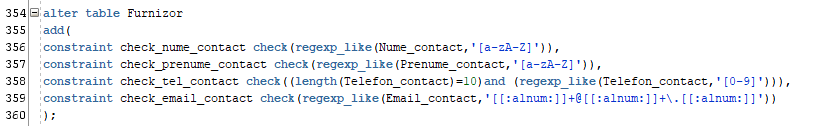 354 alter table Furnizor
355 add(
356 constraint check_nume_contact check(regexp_like(Nume_contact,'[a-zA-Z]')),
357 constraint check_prenume_contact check(regexp_like(Prenume_contact,'[a-zA-Z]')),
358 constraint check_tel_contact check((length(Telefon_contact)=10)and (regexp_like(Telefon_contact,'[0-9]'))),
359 constraint check_email_contact check(regexp_like(Email_contact,'[[:alnum:]]+@[[:alnum:]]+\.[[:alnum:]]'))
360 );